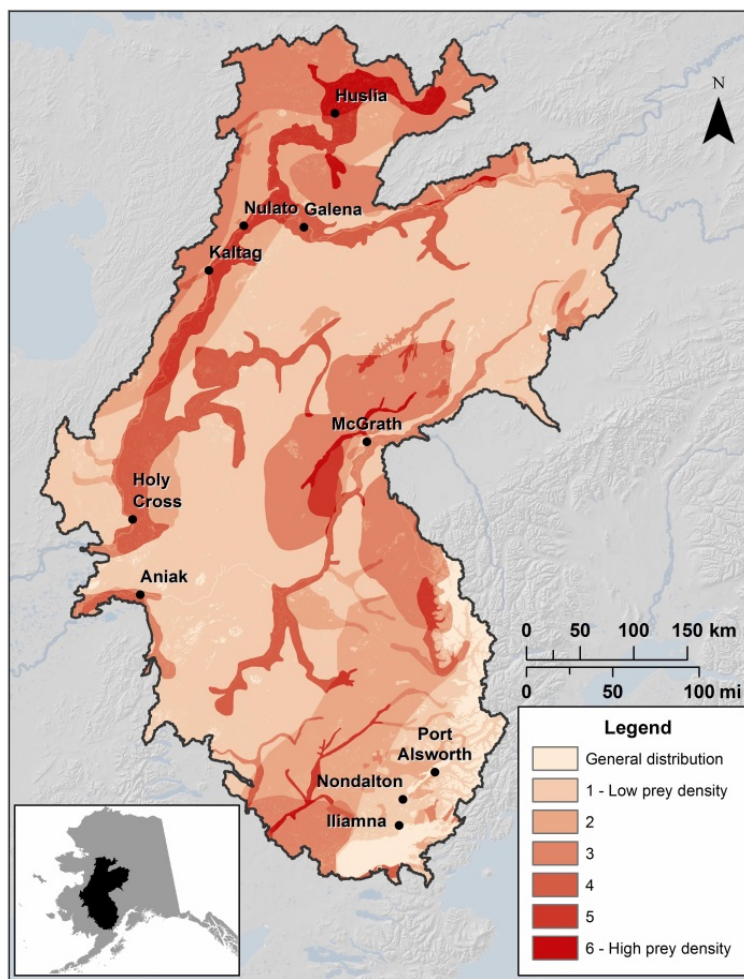 N
Huslia
Nulato
Galena
Kaltag
McGrath
Holy
Cross
Aniak
0 50 100 150 km
0 50 100 mi
Port
Alsworth
Nondalton
Iliamna
Legend
General distribution
1 - Low prey density
2
3
4
5
6 - High prey density